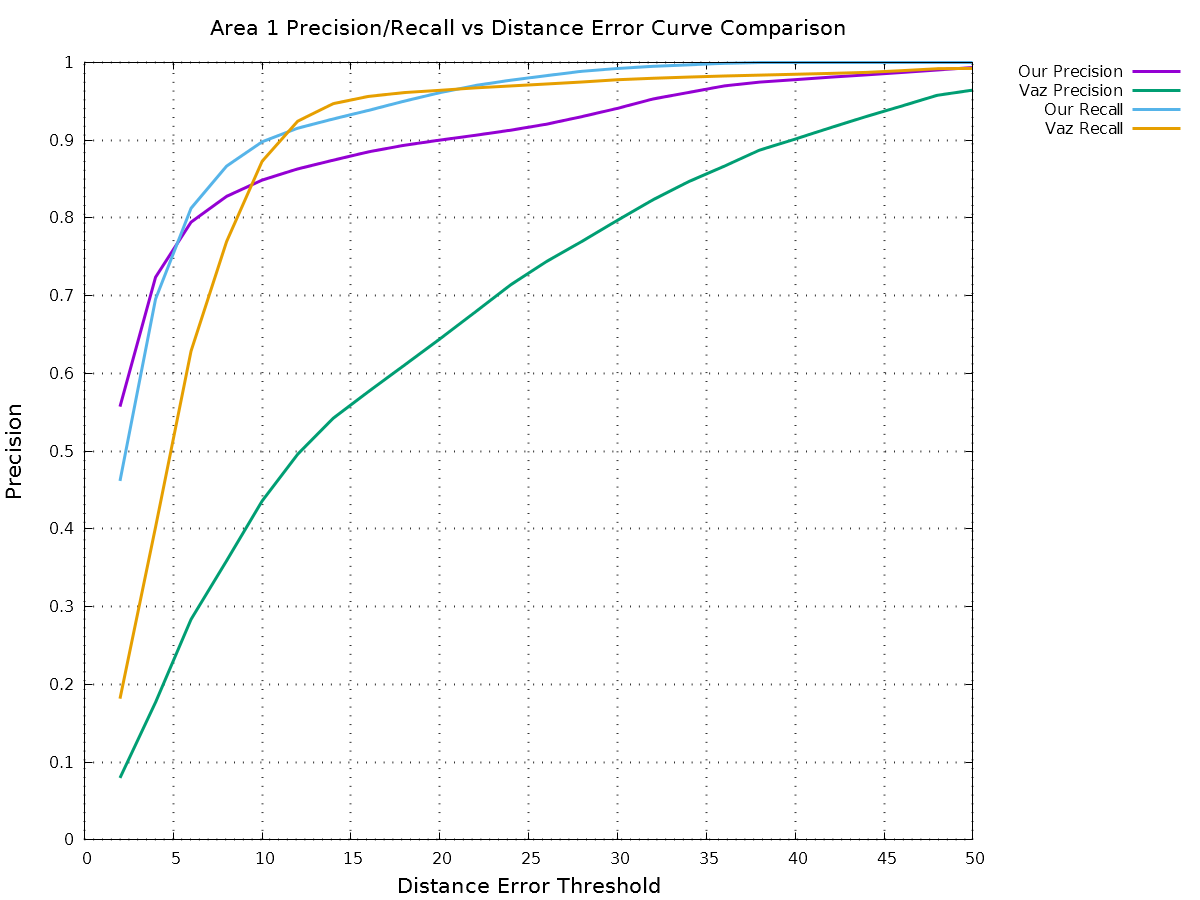 Area 1 Precision/Recall vs Distance Error Curve Comparison
Our Precision
Vaz Precision
Our Recall
Vaz Recall
1
0.9
0.8
0.7
0.6
0.5
0.4
0.3
0.2
0.1
0
Precision
0 5 10 15 20 25 30 35 40 45 50
Distance Error Threshold